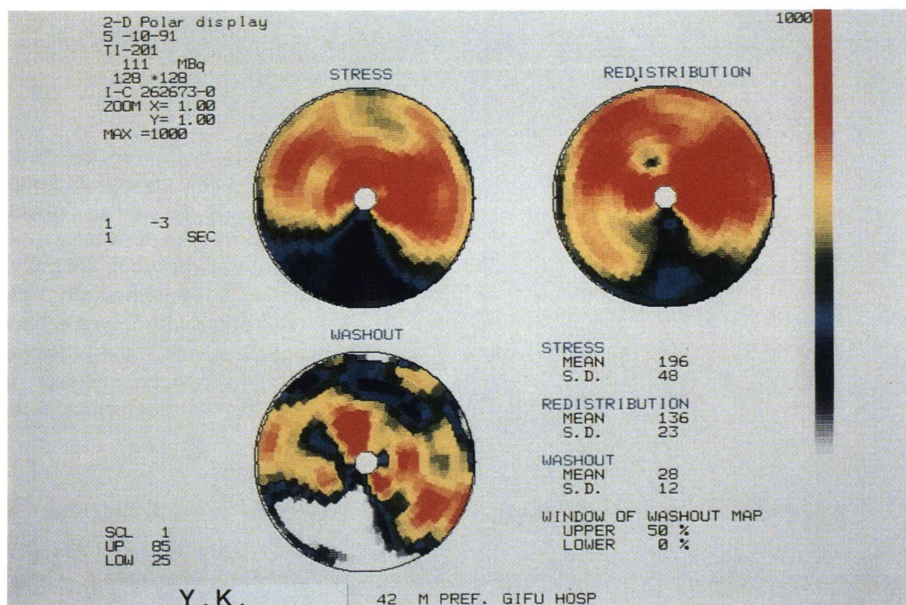 2-D Polar display
5 -10-91
Tl-201
111 MBq
128 *128
I-C 262673-0
ZOOM X= 1.00
Y= 1.00
MAX =1000
1 -3
1 SEC
STRESS
REDISTRIBUTION
1000
WASHOUT
STRESS
MEAN 196
S.D. 48
REDISTRIBUTION
MEAN 136
S.D. 23
WASHOUT
MEAN 28
S.D. 12
WINDOW OF WASHOUT MAP
UPPER 50 %
LOWER 0 %
SCL 1
UP 85
LOW 25
Y.K.
42 M PREF. GIFU HOSP